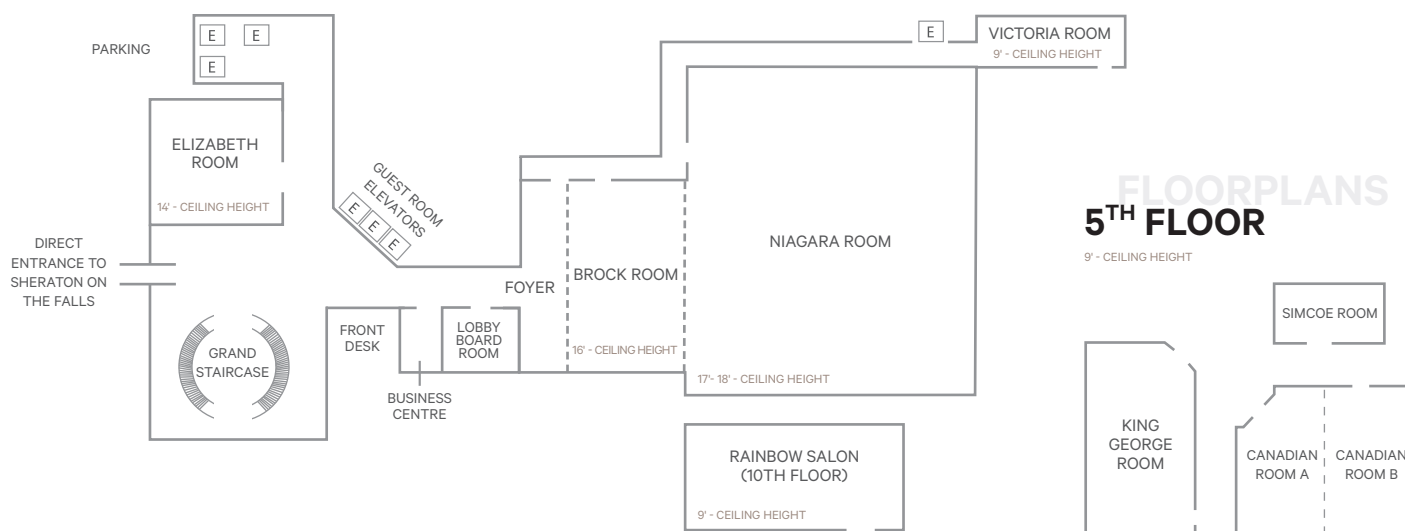 PARKING
E
E
E
E
VICTORIA ROOM
9' - CEILING HEIGHT
ELIZABETH
ROOM
14' - CEILING HEIGHT
GUEST ROOM
ELEVATORS
E
E
E
DIRECT
ENTRANCE TO
SHERATON ON
THE FALLS
GRAND
STAIRCASE
FRONT
DESK
LOBBY
BOARD
ROOM
BUSINESS
CENTRE
FOYER
BROCK ROOM
16' - CEILING HEIGHT
NIAGARA ROOM
17'- 18' - CEILING HEIGHT
RAINBOW SALON
(10TH FLOOR)
9' - CEILING HEIGHT
FLOORPLANS
5TH FLOOR
9' - CEILING HEIGHT
SIMCOE ROOM
KING
GEORGE
ROOM
CANADIAN
ROOM A
CANADIAN
ROOM B